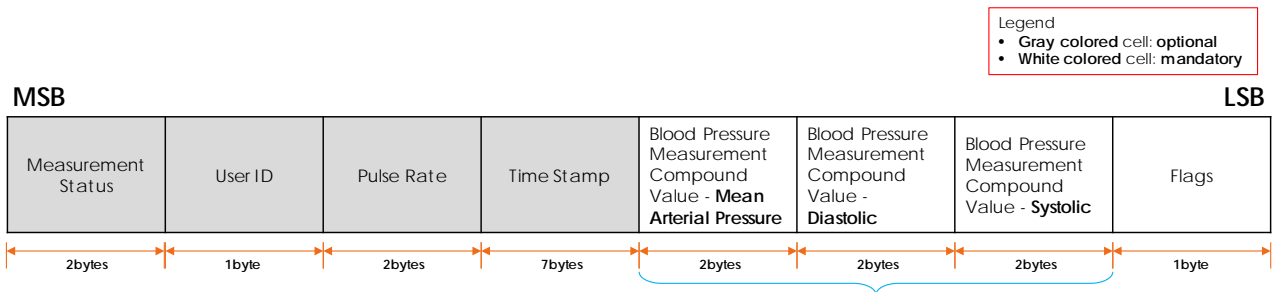 Legend
• Gray colored cell: optional
• White colored cell: mandatory
MSB
LSB
Measurement
Status
User ID
Pulse Rate
Time Stamp
Blood Pressure
Measurement
Compound
Value - Mean
Arterial Pressure
Blood Pressure
Measurement
Compound
Value -
Diastolic
Blood Pressure
Measurement
Compound
Value - Systolic
Flags
2bytes
1byte
2bytes
7bytes
2bytes
2bytes
2bytes
1byte